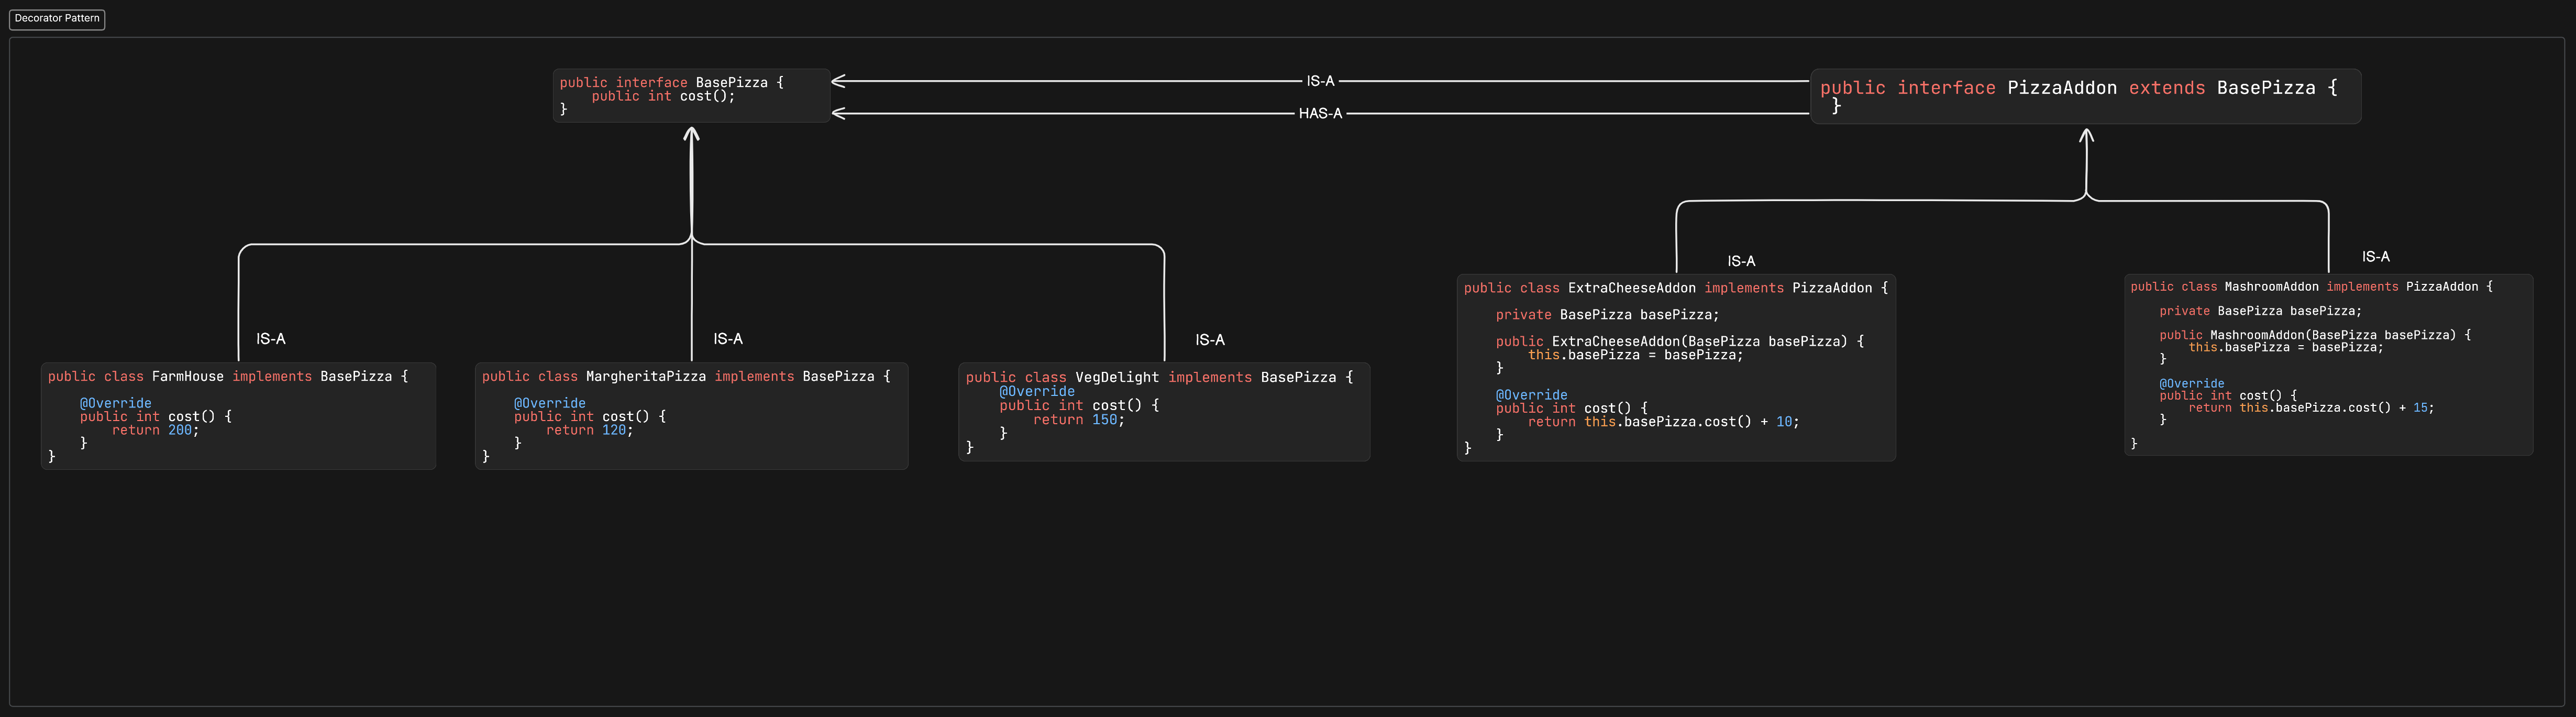 Decorator Pattern
public interface BasePizza {
    public int cost();
}
IS-A
HAS-A
public interface PizzaAddon extends BasePizza {
 }
IS-A
public class FarmHouse implements BasePizza {

    @Override
    public int cost() {
        return 200;
    }
}
IS-A
public class MargheritaPizza implements BasePizza {

    @Override
    public int cost() {
        return 120;
    }
}
IS-A
public class VegDelight implements BasePizza {
    @Override
    public int cost() {
        return 150;
    }
}
IS-A
public class ExtraCheeseAddon implements PizzaAddon {

    private BasePizza basePizza;

    public ExtraCheeseAddon(BasePizza basePizza) {
        this.basePizza = basePizza;
    }

    @Override
    public int cost() {
        return this.basePizza.cost() + 10;
    }
}
IS-A
public class MashroomAddon implements PizzaAddon {

    private BasePizza basePizza;

    public MashroomAddon(BasePizza basePizza) {
        this.basePizza = basePizza;
    }

    @Override
    public int cost() {
        return this.basePizza.cost() + 15;
    }

}